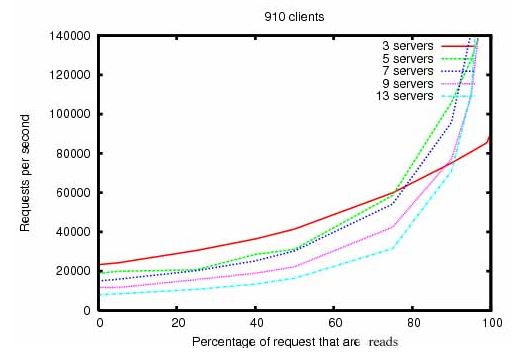 910 clients
Requests per second
140000
120000
100000
80000
60000
40000
20000
0
3 servers
5 servers
7 servers
9 servers
13 servers
0 20 40 60 80 100
Percentage of request that are reads